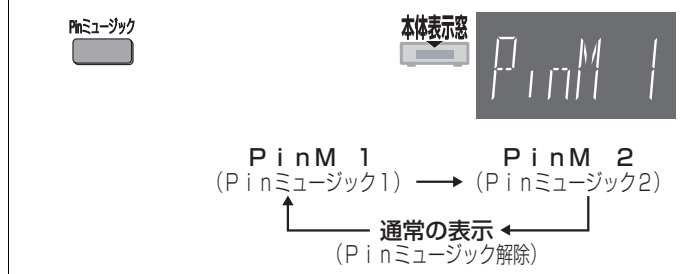 Pinミュージック
本体表示窓
PinM 1
PinM 1 PinM 2
(Pinミュージック1) (Pinミュージック2)
通常の表示
(Pinミュージック解除)